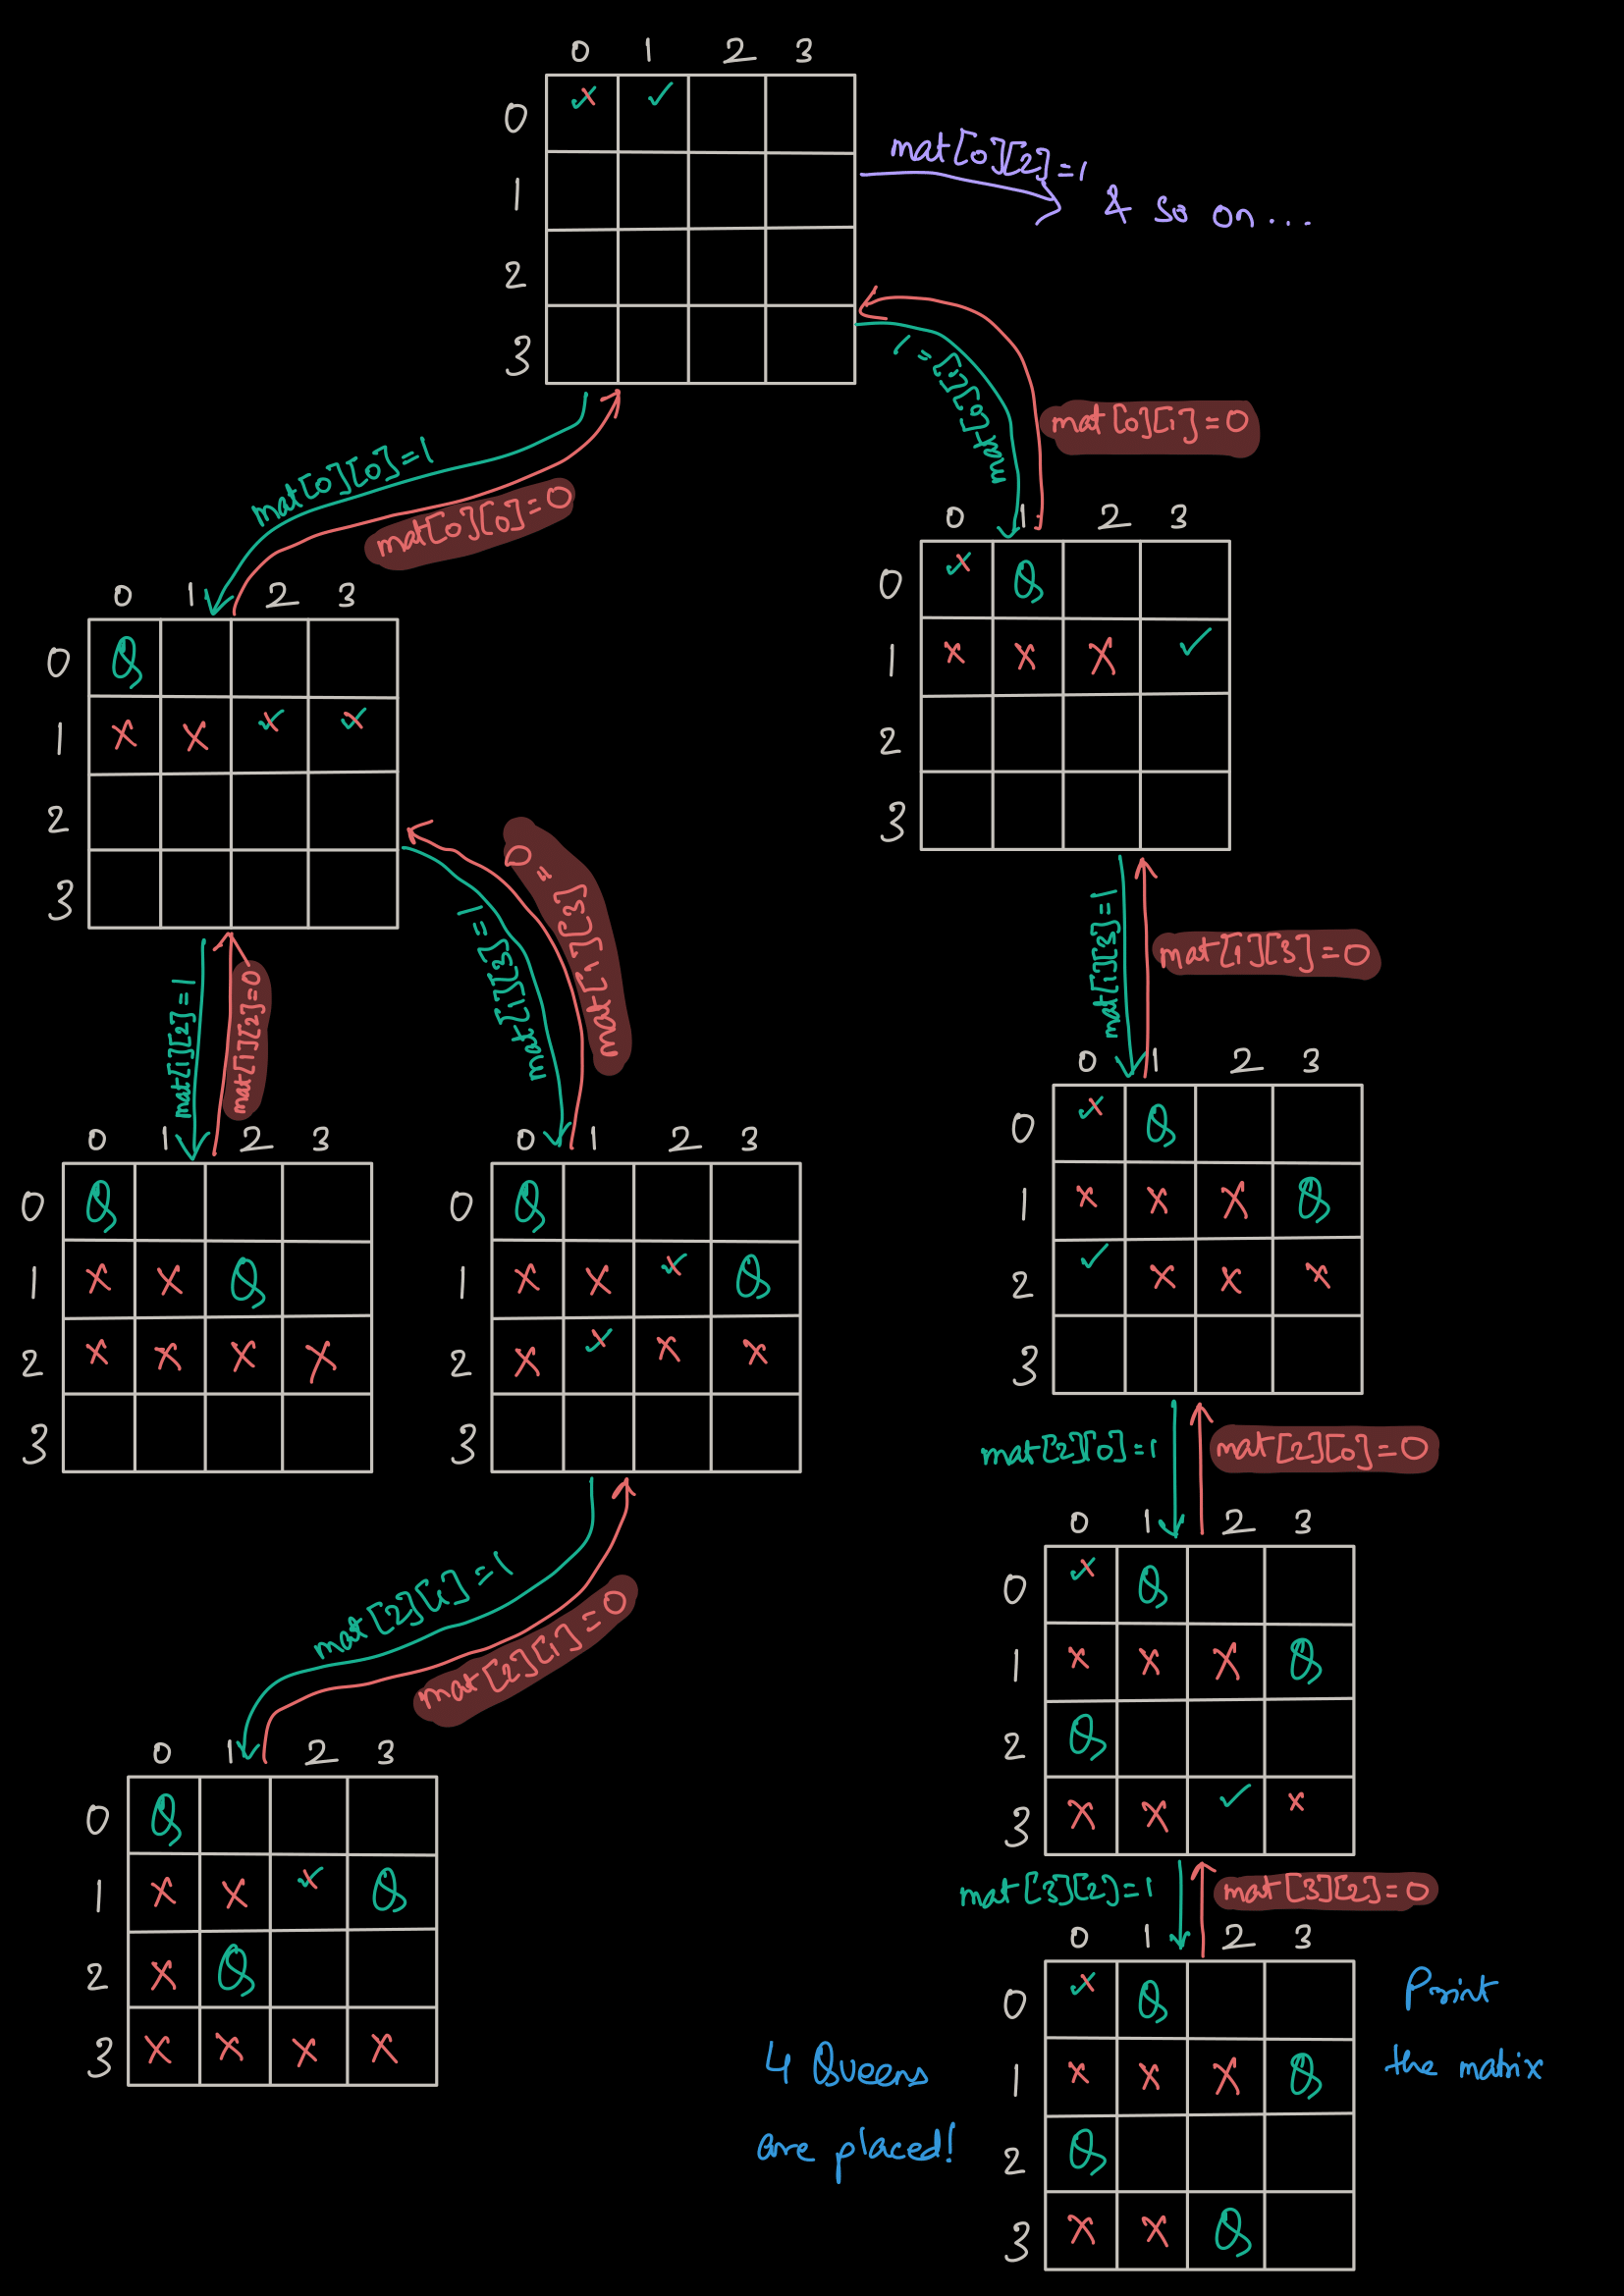 0 1 2 3
0
1
2
3
mat[0][2]=1
& so on...
mat[0][0]=1
mat[0][0]=0
mat[0][1]=1
mat[0][1]=0
0 1 2 3
0 Q
1 x x
2
3
0 1 2 3
0 Q
1 x x x
2
3
mat[1][2]=1
mat[1][2]=0
mat[1][3]=1
mat[1][3]=0
mat[1][3]=1
mat[1][3]=0
0 1 2 3
0 Q
1 x x Q
2 x x x x
3
0 1 2 3
0 Q
1 x x Q
2 x x x
3
0 1 2 3
0 Q
1 x x x Q
2 x x x
3
mat[2][1]=1
mat[2][1]=0
mat[2][0]=1
mat[2][0]=0
0 1 2 3
0 Q
1 x x Q
2 x Q
3 x x x x
0 1 2 3
0 Q
1 x x x Q
2 Q
3 x x x
mat[3][2]=1
mat[3][2]=0
0 1 2 3
0 Q
1 x x x Q
2 Q
3 x x Q
4 Queens
are placed!
Print
the matrix